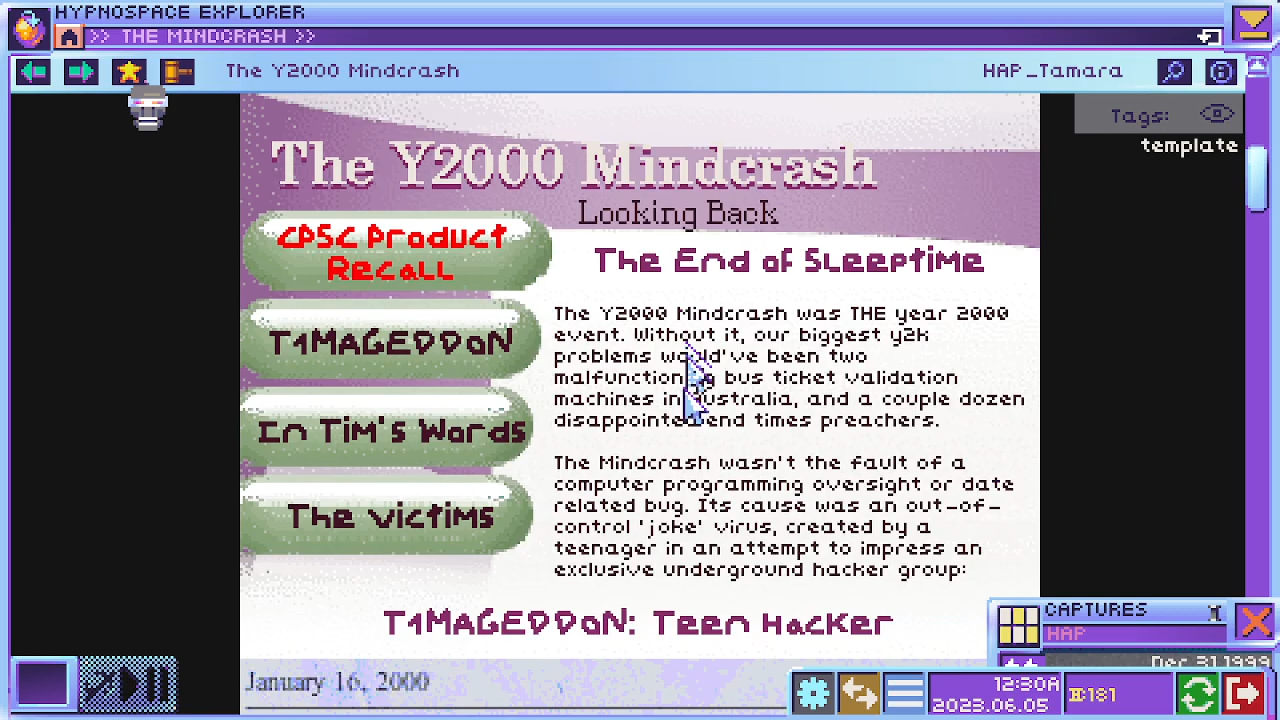 HYPNOSPACE EXPLORER
>> THE MINDCRASH >>
The Y2000 Mindcrash
HAP_Tamara
Tags:
template
The Y2000 Mindcrash
Looking Back
CPSC Product
Recall
T1MAGEDDoN
In Tim's Words
The Victims
The End of Sleeptime
The Y2000 Mindcrash was THE year 2000
event. Without it, our biggest y2k
problems would've been two
malfunctioning bus ticket validation
machines in Australia, and a couple dozen
disappointed end times preachers.
The Mindcrash wasn't the fault of a
computer programming oversight or date
related bug. Its cause was an out-of-
control 'joke' virus, created by a
teenager in an attempt to impress an
exclusive underground hacker group:
T1MAGEDDoN: Teen Hacker
January 16, 2000
CAPTURES
HAP
Dec 31 1999
12:30A
2023.06.05
:181